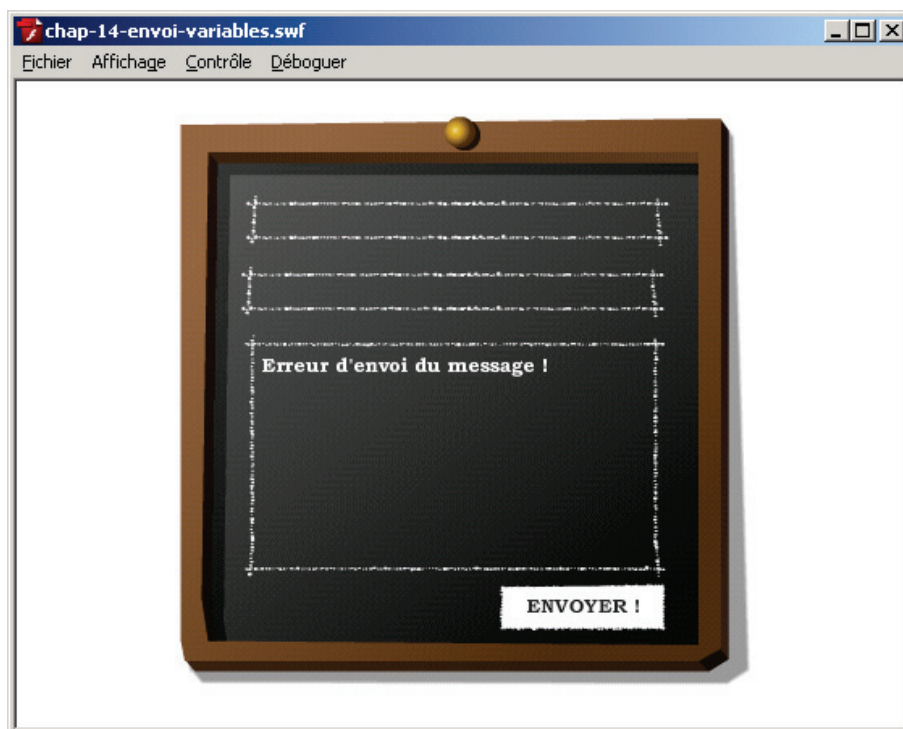 chap-14-envoi-variables.swf
Fichier Affichage Contrôle Déboguer
Erreur d'envoi du message !
ENVOYER !